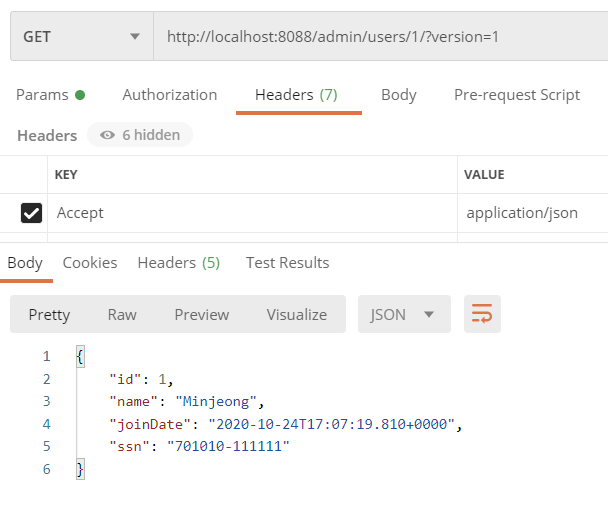 GET http://localhost:8088/admin/users/1/?version=1
Params Authorization Headers (7) Body Pre-request Script
Headers 6 hidden
KEY VALUE
Accept application/json
Body Cookies Headers (5) Test Results
Pretty Raw Preview Visualize JSON
1 {
2 "id": 1,
3 "name": "Minjeong",
4 "joinDate": "2020-10-24T17:07:19.810+0000",
5 "ssn": "701010-111111"
6 }